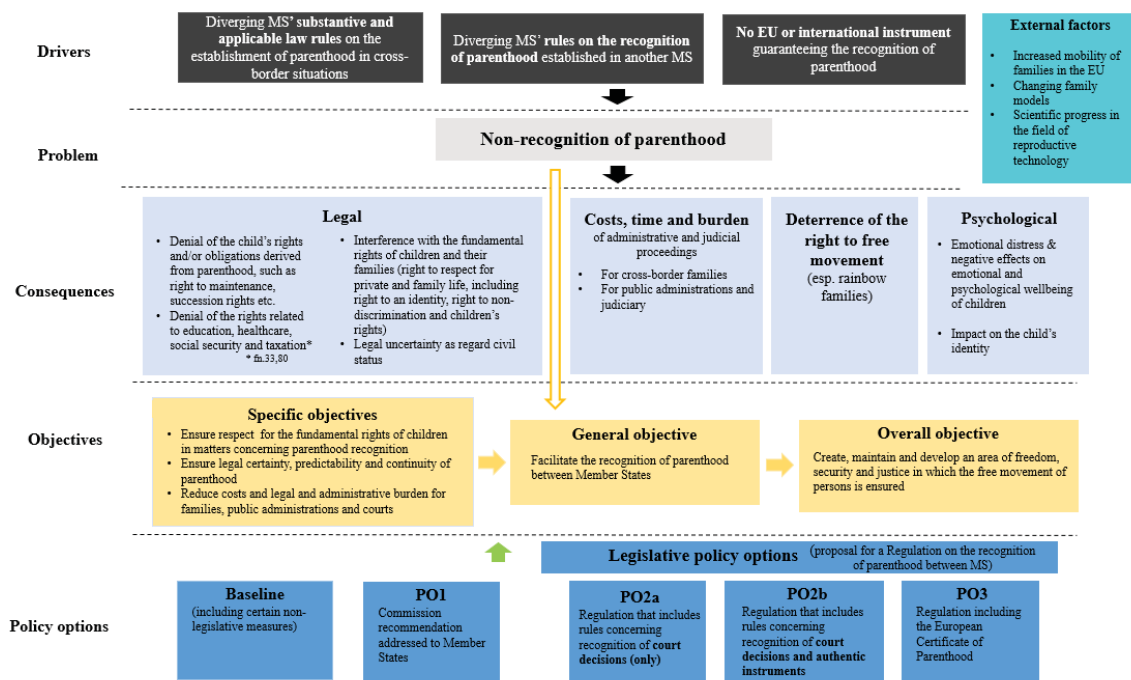 Drivers
Diverging MS' substantive and
applicable law rules on the
establishment of parenthood in cross-
border situations
Diverging MS' rules on the recognition
of parenthood established in another MS
No EU or international instrument
guaranteeing the recognition of
parenthood
External factors
• Increased mobility of
families in the EU
• Changing family
models
• Scientific progress in
the field of
reproductive
technology
Problem
Non-recognition of parenthood
Consequences
Legal
• Denial of the child's rights
and/or obligations derived
from parenthood, such as
right to maintenance,
succession rights etc.
• Denial of the rights related
to education, healthcare,
social security and taxation*
* fn.33,80
• Interference with the fundamental
rights of children and their
families (right to respect for
private and family life, including
right to an identity, right to non-
discrimination and children's
rights)
• Legal uncertainty as regard civil
status
Costs, time and burden
of administrative and judicial
proceedings
• For cross-border families
• For public administrations and
judiciary
Deterrence of the
right to free
movement
(esp. rainbow
families)
Psychological
• Emotional distress &
negative effects on
emotional and
psychological wellbeing
of children
• Impact on the child's
identity
Objectives
Specific objectives
• Ensure respect for the fundamental rights of children
in matters concerning parenthood recognition
• Ensure legal certainty, predictability and continuity of
parenthood
• Reduce costs and legal and administrative burden for
families, public administrations and courts
General objective
Facilitate the recognition of parenthood
between Member States
Overall objective
Create, maintain and develop an area of freedom,
security and justice in which the free movement of
persons is ensured
Legislative policy options (proposal for a Regulation on the recognition
of parenthood between MS)
Policy options
Baseline
(including certain non-
legislative measures)
PO1
Commission
recommendation
addressed to Member
States
PO2a
Regulation that includes
rules concerning
recognition of court
decisions (only)
PO2b
Regulation that includes
rules concerning
recognition of court
decisions and authentic
instruments
PO3
Regulation including
the European
Certificate of
Parenthood